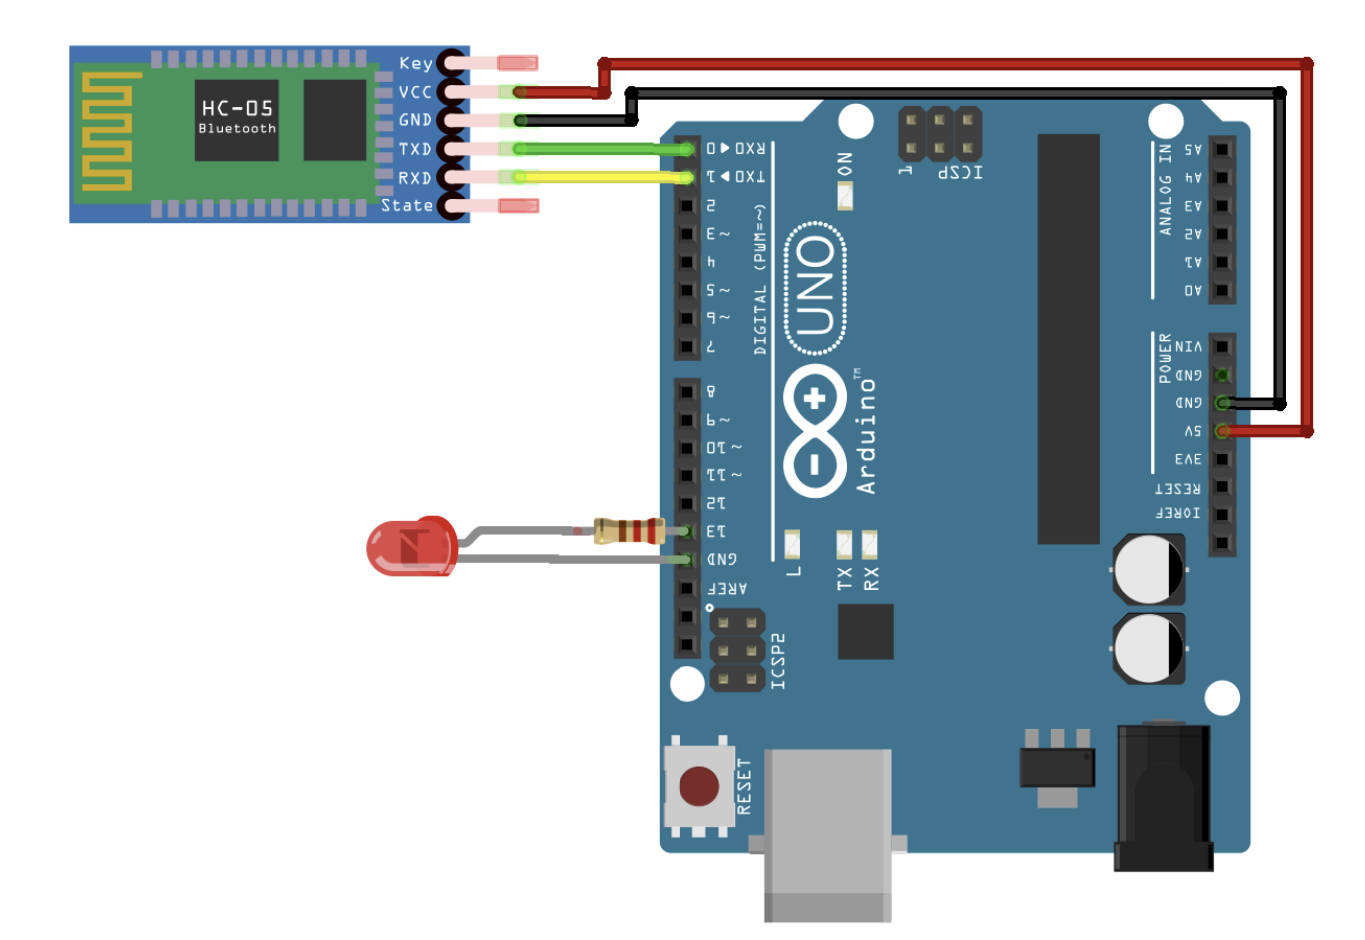 HC-05
Bluetooth
Key
VCC
GND
TXD
RXD
State
0◄RX0
1►TX0
2
3~
4
5~
6~
7
8
9~
10~
11~
12
13
GND
AREF
DIGITAL (PWM=~)
ON
1
ICSP
UNO
Arduino™
L
TX
RX
ICSP2
RESET
ANALOG IN
A5
A4
A3
A2
A1
A0
POWER
VIN
GND
GND
5V
3V3
RESET
IOREF